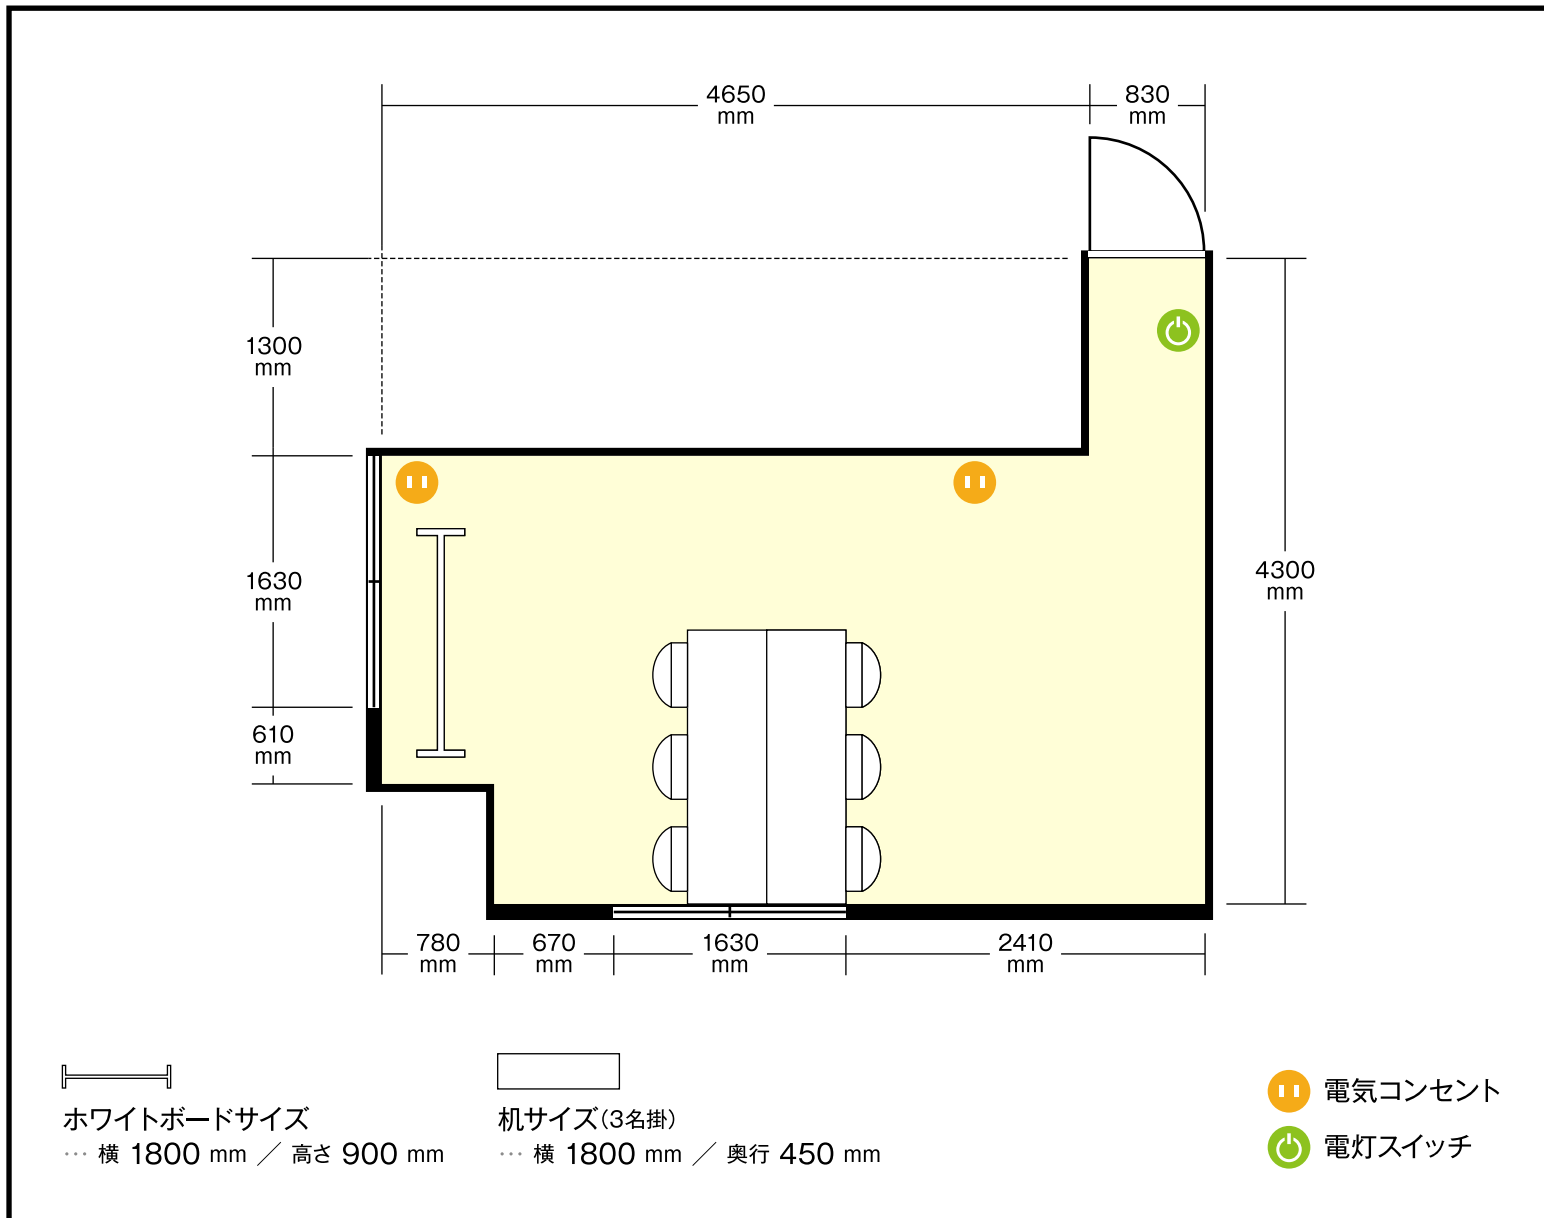 4650
mm
830
mm
1300
mm
1630
mm
4300
mm
610
mm
780
mm
670
mm
1630
mm
2410
mm
ホワイトボードサイズ
… 横 1800 mm ／ 高さ 900 mm
机サイズ(3名掛)
… 横 1800 mm ／ 奥行 450 mm
電気コンセント
電灯スイッチ